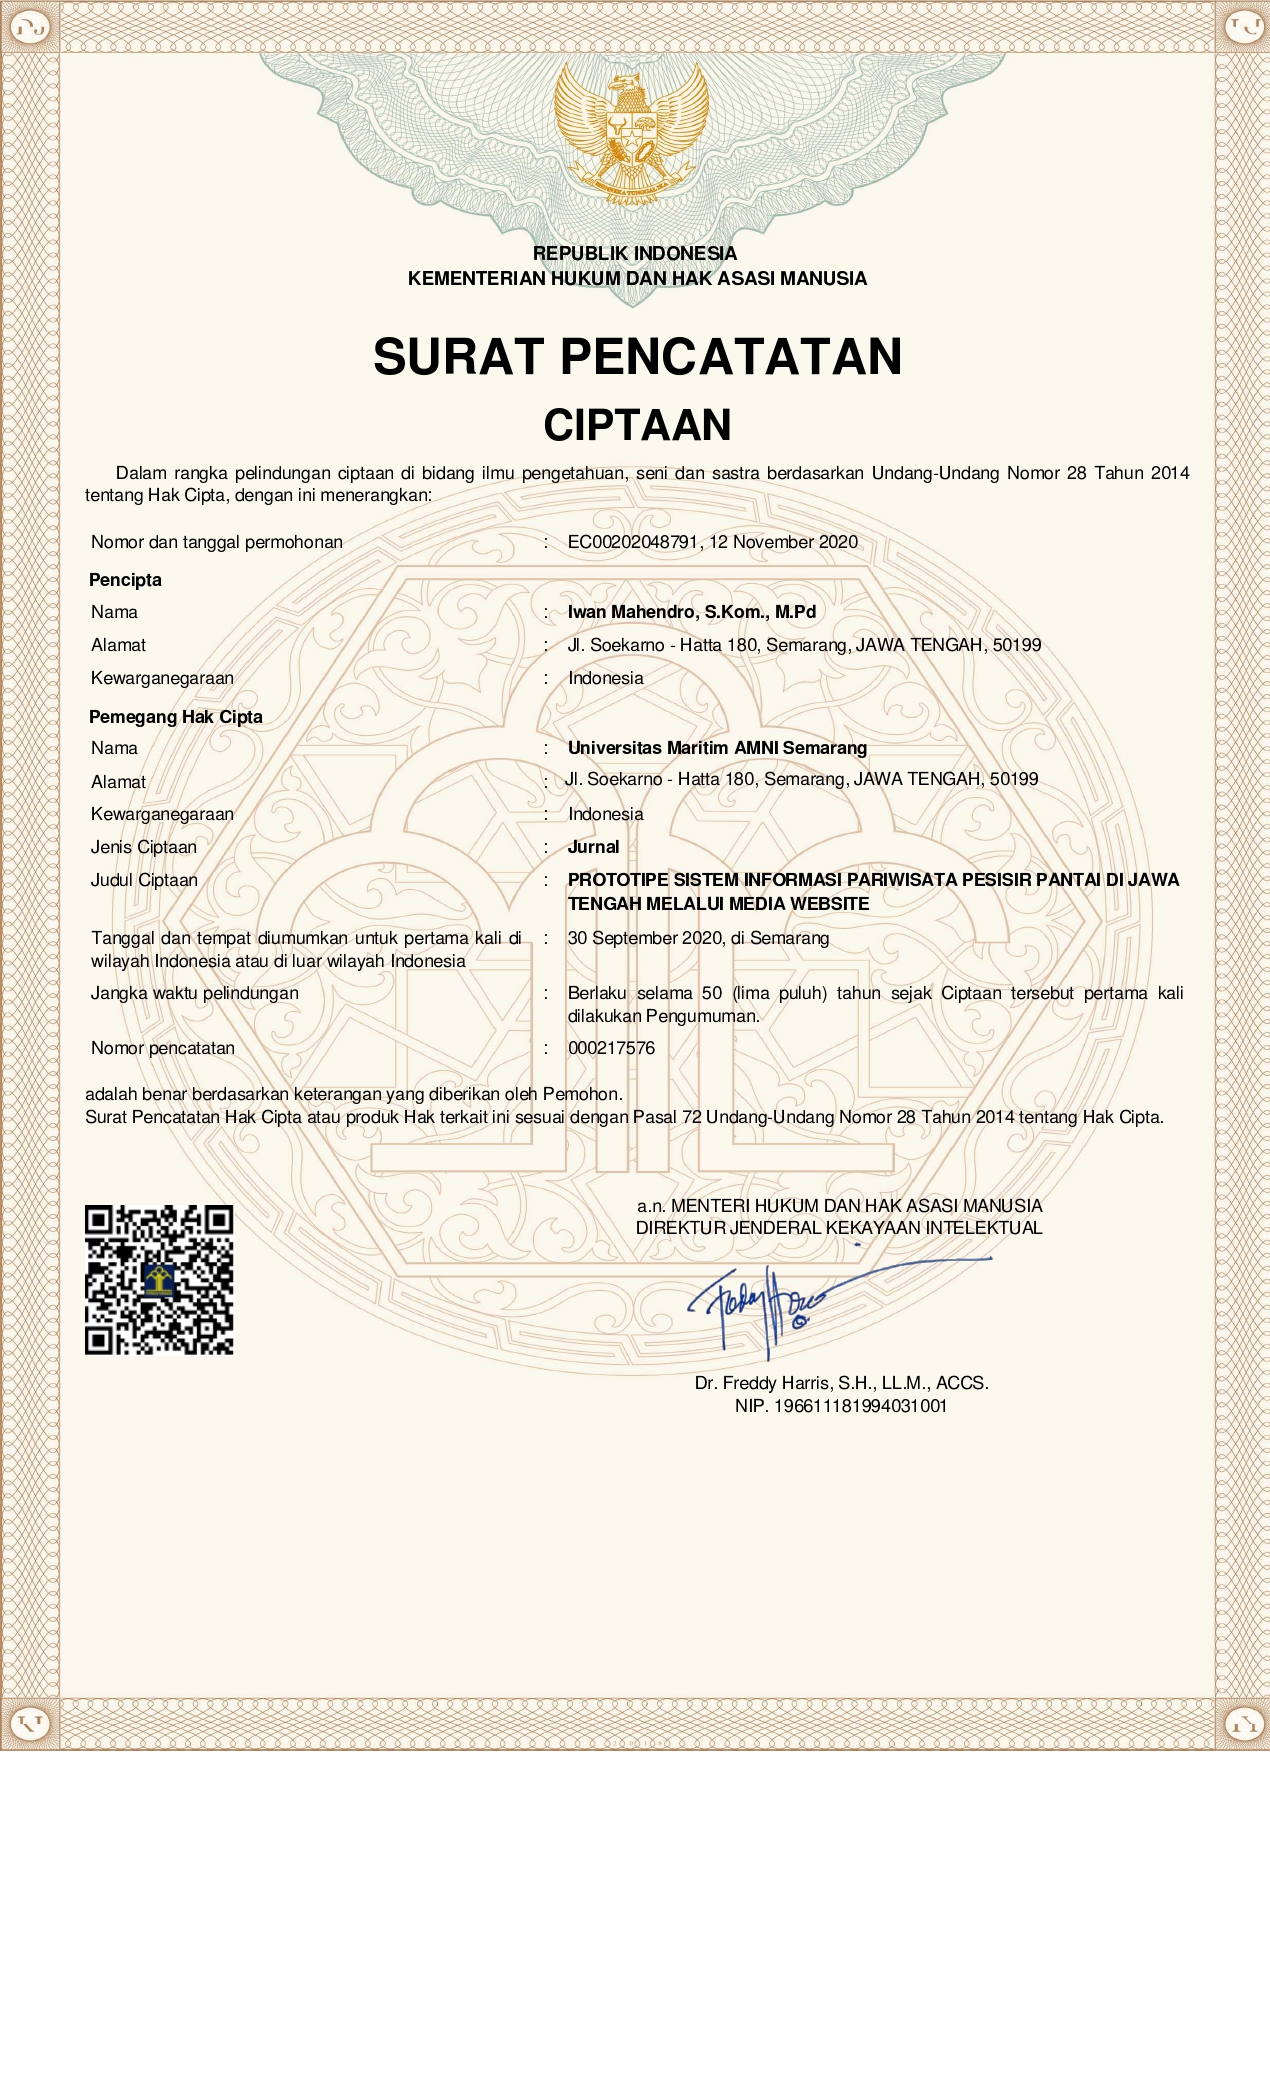 REPUBLIK INDONESIA
KEMENTERIAN HUKUM DAN HAK ASASI MANUSIA
SURAT PENCATATAN
CIPTAAN
Dalam rangka pelindungan ciptaan di bidang ilmu pengetahuan, seni dan sastra berdasarkan Undang-Undang Nomor 28 Tahun 2014
tentang Hak Cipta, dengan ini menerangkan:
Nomor dan tanggal permohonan : EC00202048791, 12 November 2020
Pencipta
Nama : Iwan Mahendro, S.Kom., M.Pd
Alamat : Jl. Soekarno - Hatta 180, Semarang, JAWA TENGAH, 50199
Kewarganegaraan : Indonesia
Pemegang Hak Cipta
Nama : Universitas Maritim AMNI Semarang
Alamat : Jl. Soekarno - Hatta 180, Semarang, JAWA TENGAH, 50199
Kewarganegaraan : Indonesia
Jenis Ciptaan : Jurnal
Judul Ciptaan : PROTOTIPE SISTEM INFORMASI PARIWISATA PESISIR PANTAI DI JAWA
TENGAH MELALUI MEDIA WEBSITE
Tanggal dan tempat diumumkan untuk pertama kali di : 30 September 2020, di Semarang
wilayah Indonesia atau di luar wilayah Indonesia
Jangka waktu pelindungan : Berlaku selama 50 (lima puluh) tahun sejak Ciptaan tersebut pertama kali
dilakukan Pengumuman.
Nomor pencatatan : 000217576
adalah benar berdasarkan keterangan yang diberikan oleh Pemohon.
Surat Pencatatan Hak Cipta atau produk Hak terkait ini sesuai dengan Pasal 72 Undang-Undang Nomor 28 Tahun 2014 tentang Hak Cipta.
a.n. MENTERI HUKUM DAN HAK ASASI MANUSIA
DIREKTUR JENDERAL KEKAYAAN INTELEKTUAL
Dr. Freddy Harris, S.H., LL.M., ACCS.
NIP. 196611181994031001